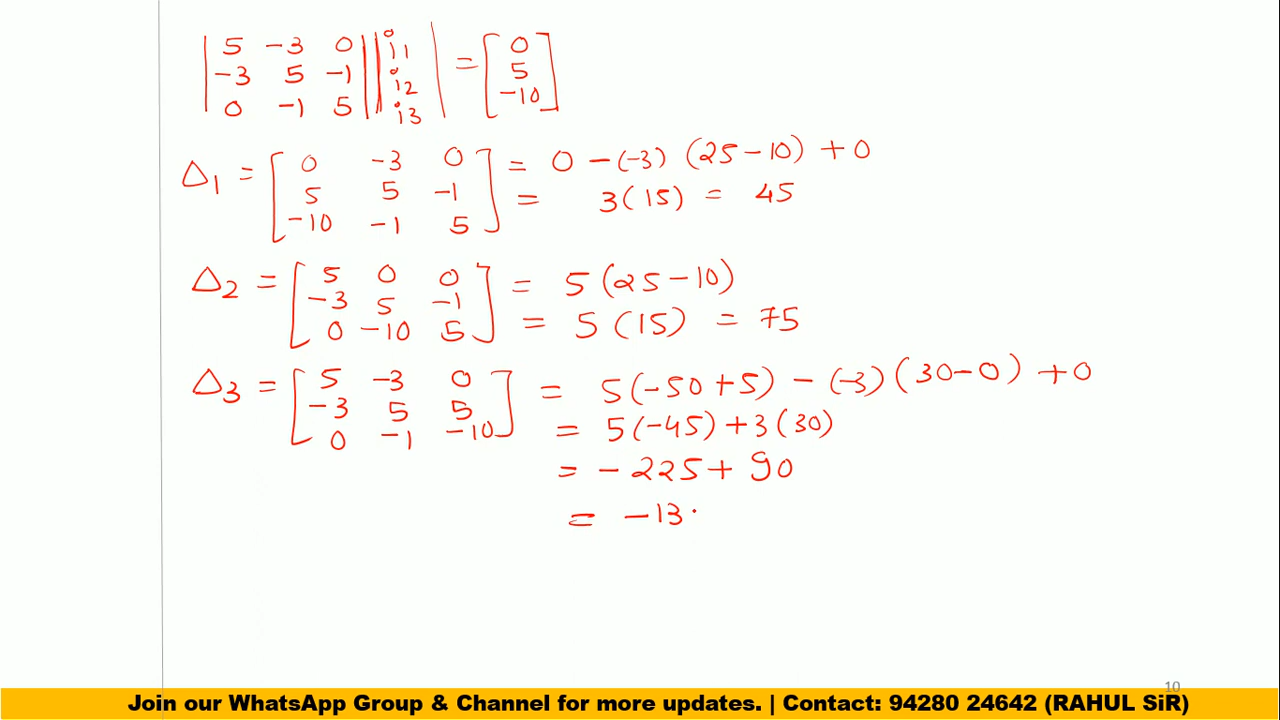 | 5 -3 0 | | i1 | = [ 0 ]
| -3 5 -1 | | i2 | [ 5 ]
| 0 -1 5 | | i3 | [ -10 ]
Δ1 = [ 0 -3 0 ] = 0 - (-3) (25 - 10) + 0
[ 5 5 -1 ] = 3(15) = 45
[ -10 -1 5 ]
Δ2 = [ 5 0 0 ] = 5 (25 - 10)
[ -3 5 -1 ] = 5 (15) = 75
[ 0 -10 5 ]
Δ3 = [ 5 -3 0 ] = 5(-50 + 5) - (-3) (30 - 0) + 0
[ -3 5 5 ] = 5(-45) + 3(30)
[ 0 -1 -10 ]
= -225 + 90
= -13
10
Join our WhatsApp Group & Channel for more updates. | Contact: 94280 24642 (RAHUL SiR)